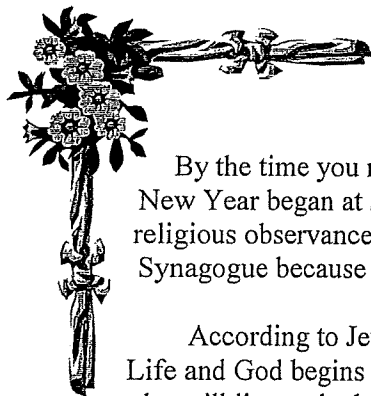 By the time you
New Year began at
religious observance
Synagogue because
According to
Life and God begins